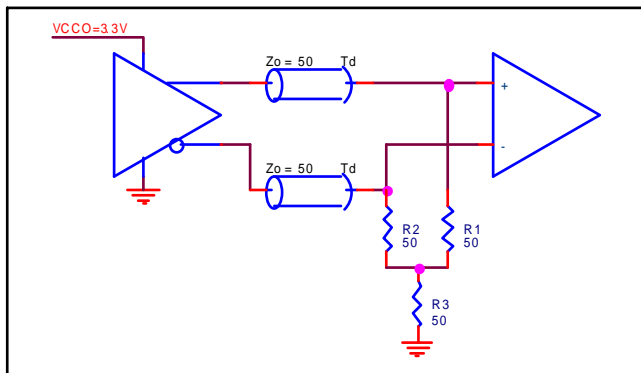 VCCO=3.3V
Zo = 50 Td
+
-
Zo = 50 Td
R2
50
R1
50
R3
50